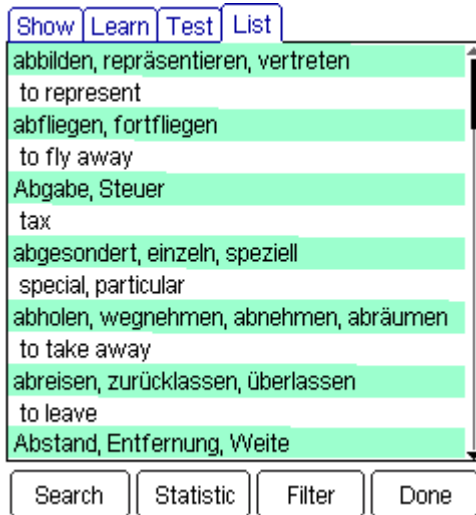 Show Learn Test List
abbilden, repräsentieren, vertreten
to represent
abfliegen, fortfliegen
to fly away
Abgabe, Steuer
tax
abgesondert, einzeln, speziell
special, particular
abholen, wegnehmen, abnehmen, abräumen
to take away
abreisen, zurücklassen, überlassen
to leave
Abstand, Entfernung, Weite
Search Statistic Filter Done